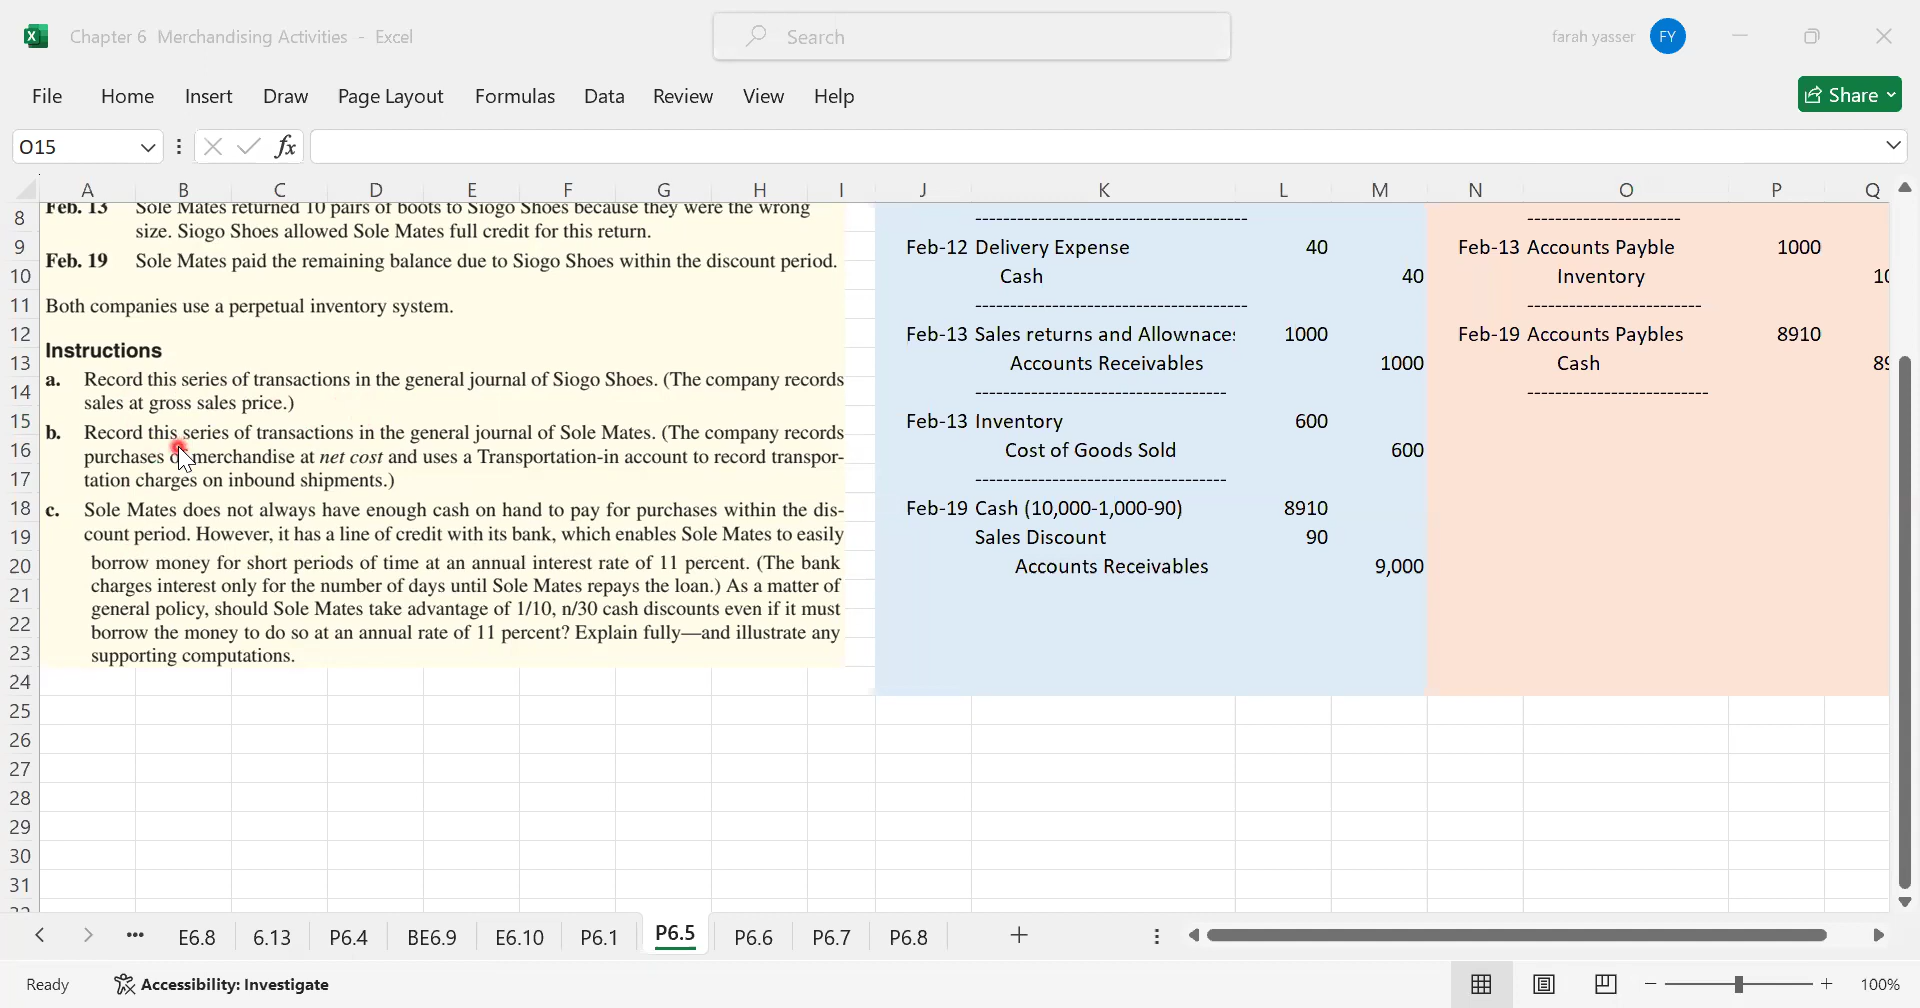 Chapter 6 Merchandising Activities - Excel
Search
farah yasser FY
File Home Insert Draw Page Layout Formulas Data Review View Help
Share
O15
fx
A B C D E F G H I J K L M N O P Q
8
9
10
11
12
13
14
15
16
17
18
19
20
21
22
23
24
25
26
27
28
29
30
31
Feb. 13 Sole Mates returned 10 pairs of boots to Siogo Shoes because they were the wrong
size. Siogo Shoes allowed Sole Mates full credit for this return.
Feb. 19 Sole Mates paid the remaining balance due to Siogo Shoes within the discount period.
Both companies use a perpetual inventory system.
Instructions
a. Record this series of transactions in the general journal of Siogo Shoes. (The company records
sales at gross sales price.)
b. Record this series of transactions in the general journal of Sole Mates. (The company records
purchases merchandise at net cost and uses a Transportation-in account to record transpor-
tation charges on inbound shipments.)
c. Sole Mates does not always have enough cash on hand to pay for purchases within the dis-
count period. However, it has a line of credit with its bank, which enables Sole Mates to easily
borrow money for short periods of time at an annual interest rate of 11 percent. (The bank
charges interest only for the number of days until Sole Mates repays the loan.) As a matter of
general policy, should Sole Mates take advantage of 1/10, n/30 cash discounts even if it must
borrow the money to do so at an annual rate of 11 percent? Explain fully—and illustrate any
supporting computations.
Feb-12 Delivery Expense 40
Cash 40
Feb-13 Sales returns and Allownaces 1000
Accounts Receivables 1000
Feb-13 Inventory 600
Cost of Goods Sold 600
Feb-19 Cash (10,000-1,000-90) 8910
Sales Discount 90
Accounts Receivables 9,000
Feb-13 Accounts Payble 1000
Inventory
Feb-19 Accounts Paybles 8910
Cash
E6.8 6.13 P6.4 BE6.9 E6.10 P6.1 P6.5 P6.6 P6.7 P6.8
Ready Accessibility: Investigate 100%